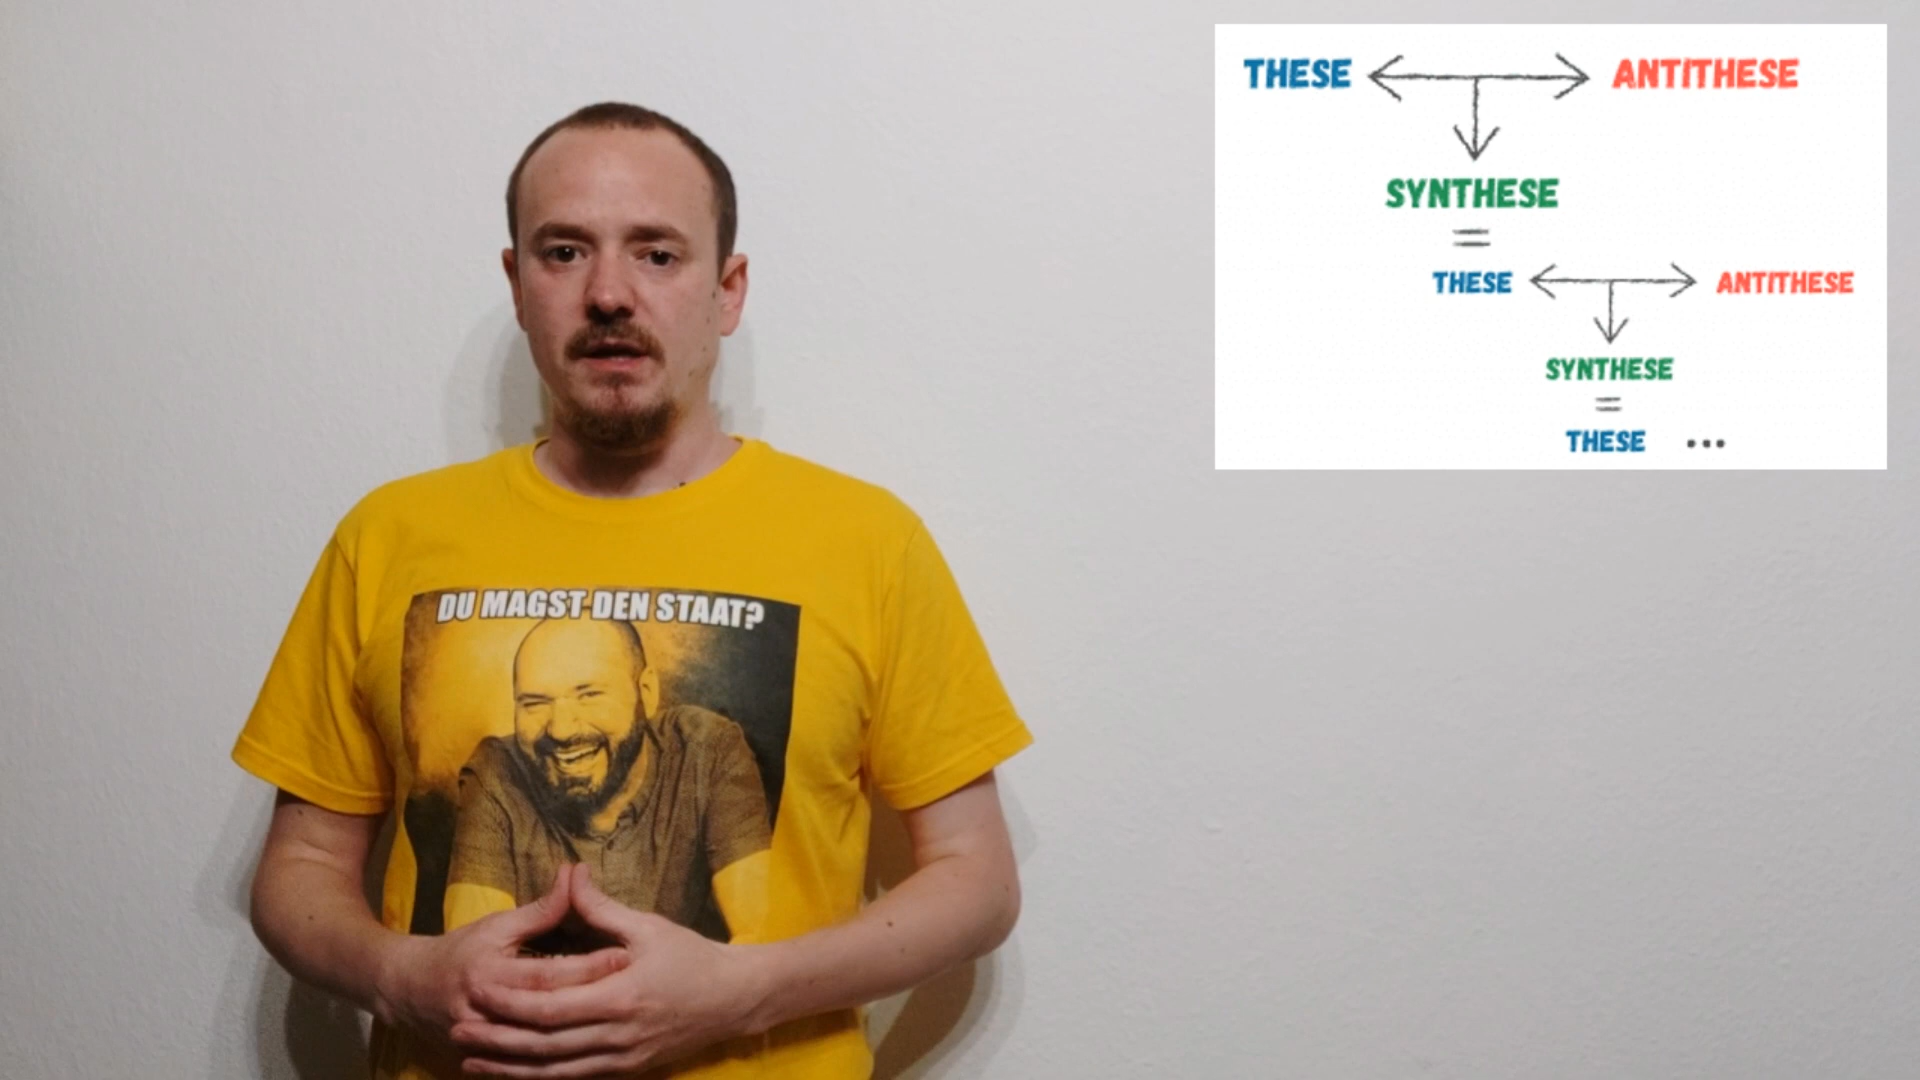 THESE ANTITHESE
SYNTHESE
=
THESE ANTITHESE
SYNTHESE
=
THESE ...
DU MAGST DEN STAAT?